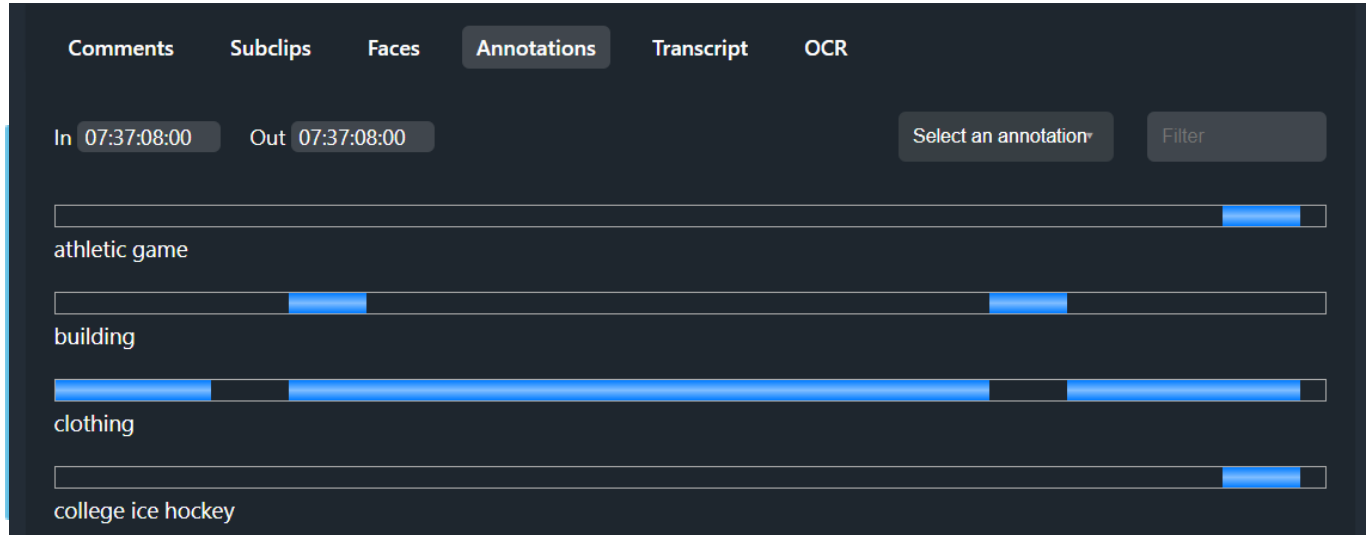 Comments Subclips Faces Annotations Transcript OCR
In 07:37:08:00 Out 07:37:08:00 Select an annotation Filter
athletic game
building
clothing
college ice hockey